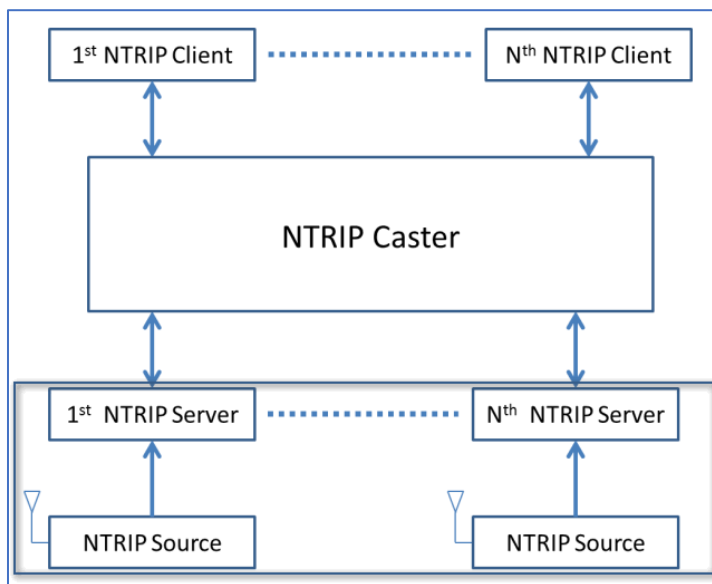 1st NTRIP Client
Nth NTRIP Client
NTRIP Caster
1st NTRIP Server
Nth NTRIP Server
NTRIP Source
NTRIP Source